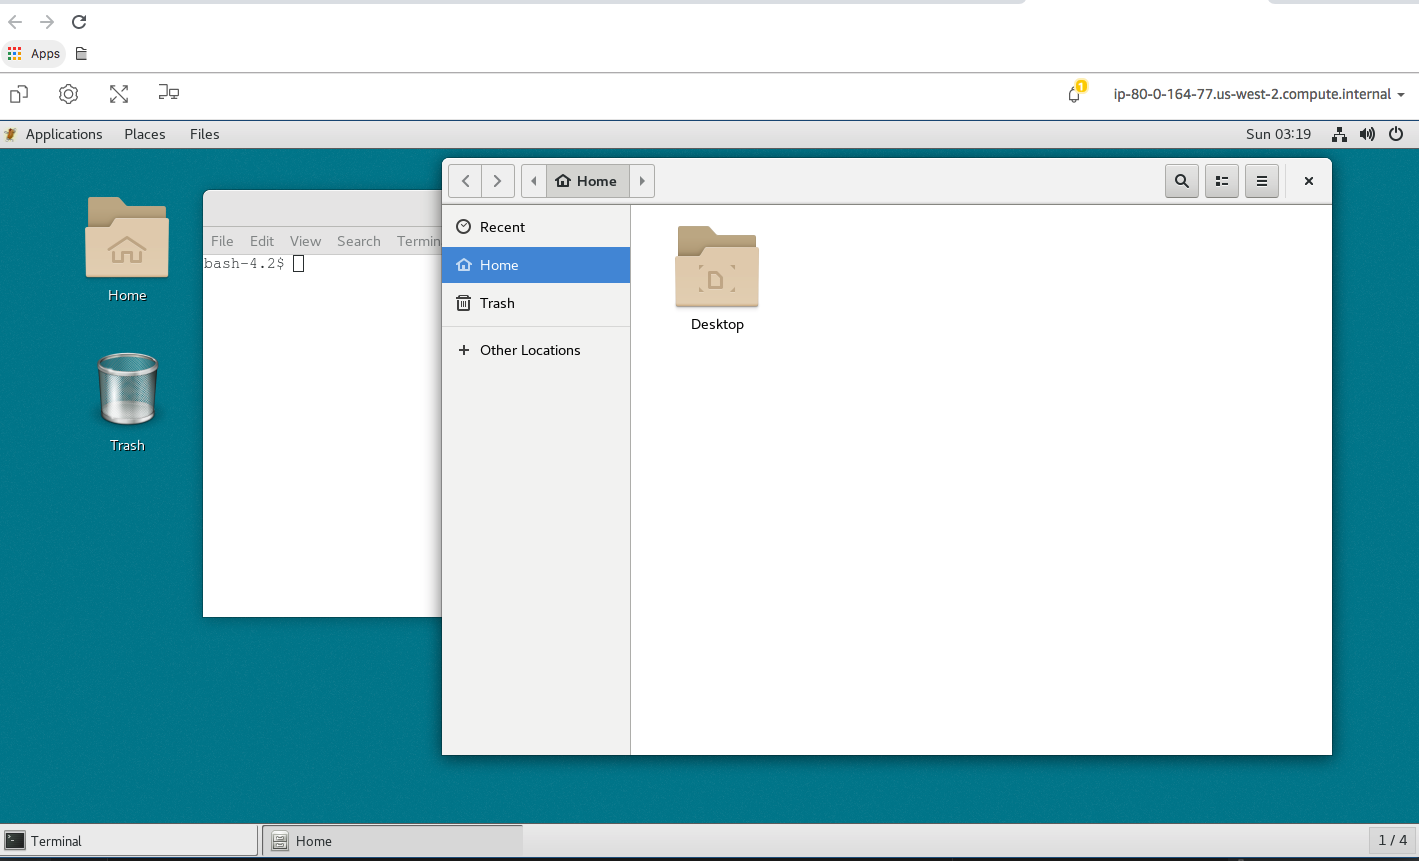 Apps
1
ip-80-0-164-77.us-west-2.compute.internal
Applications Places Files Sun 03:19
Home
Recent
File Edit View Search Termin
Home
bash-4.2$
Home
Trash
Desktop
Other Locations
Trash
Terminal Home 1 / 4